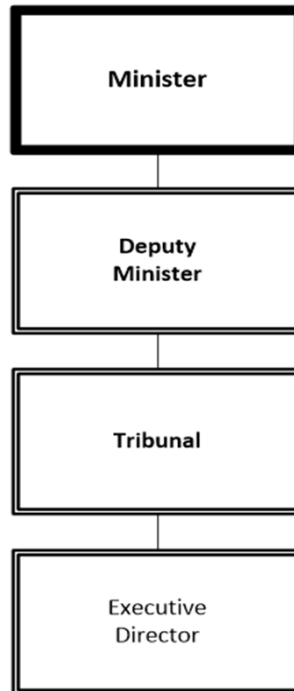 Minister
Deputy
Minister
Tribunal
Executive
Director